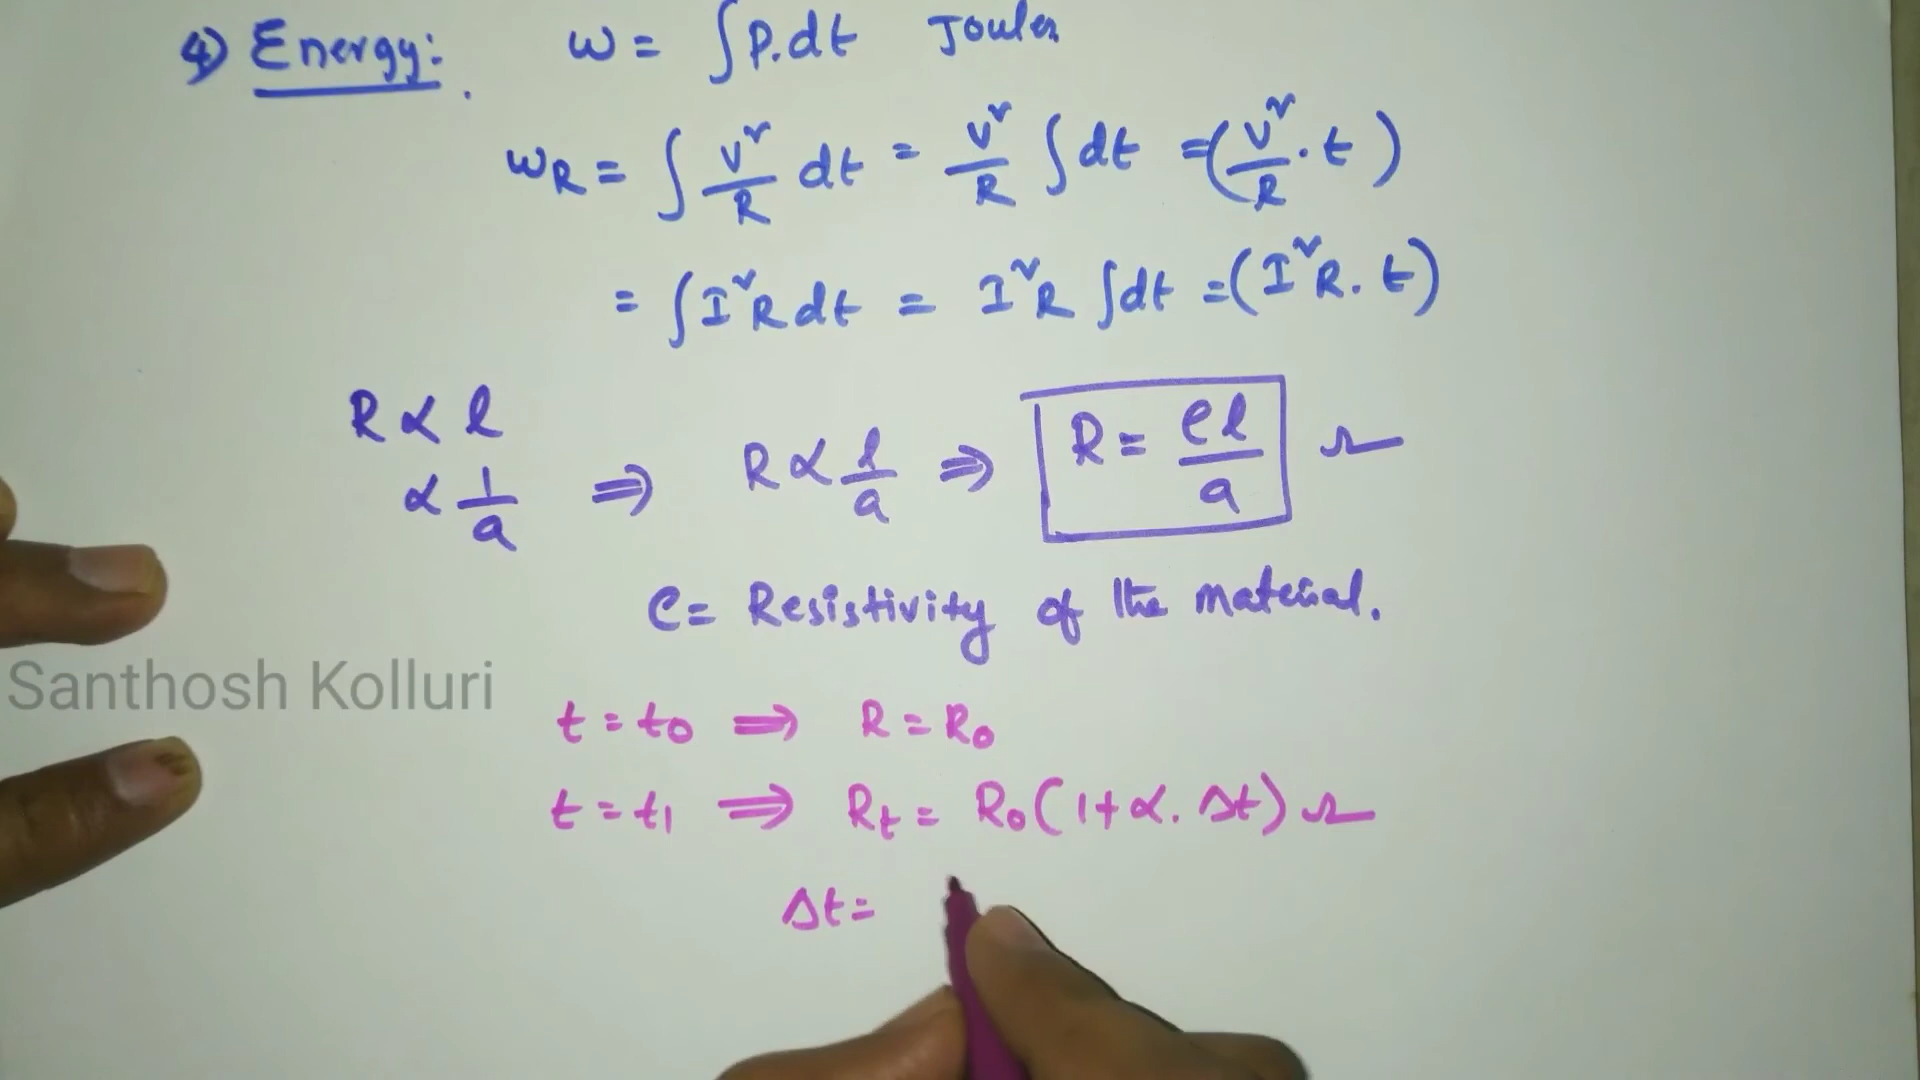 4) Energy: W = ∫P.dt Joules
W_R = ∫ V²/R dt = V²/R ∫dt = (V²/R . t)
= ∫I²R dt = I²R ∫dt = (I²R. t)
R ∝ l
∝ 1/a ⇒ R ∝ l/a ⇒ R = ρl/a Ω
ρ = Resistivity of the material.
Santhosh Kolluri
t = t₀ ⇒ R = R₀
t = t₁ ⇒ R_t = R₀(1+α. Δt) Ω
Δt =